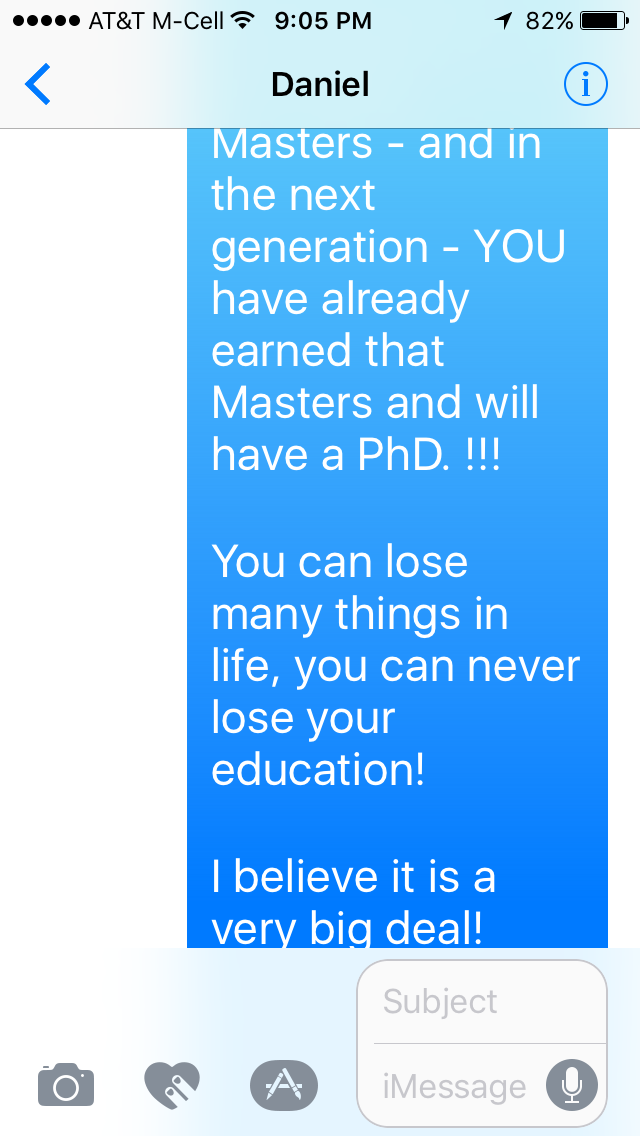 AT&T M-Cell 9:05 PM 82%
Daniel
Masters - and in
the next
generation - YOU
have already
earned that
Masters and will
have a PhD. !!!
You can lose
many things in
life, you can never
lose your
education!
I believe it is a
very big deal!
Subject
iMessage